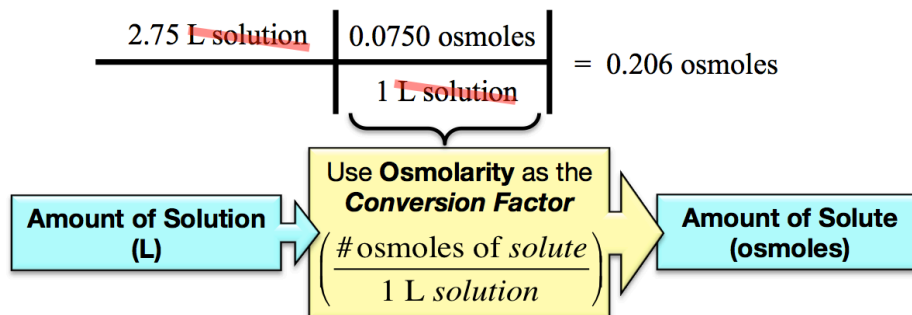 2.75 L solution 0.0750 osmoles
= 0.206 osmoles
1 L solution
Use Osmolarity as the
Conversion Factor
Amount of Solution
(L)
# osmoles of solute
1 L solution
Amount of Solute
(osmoles)